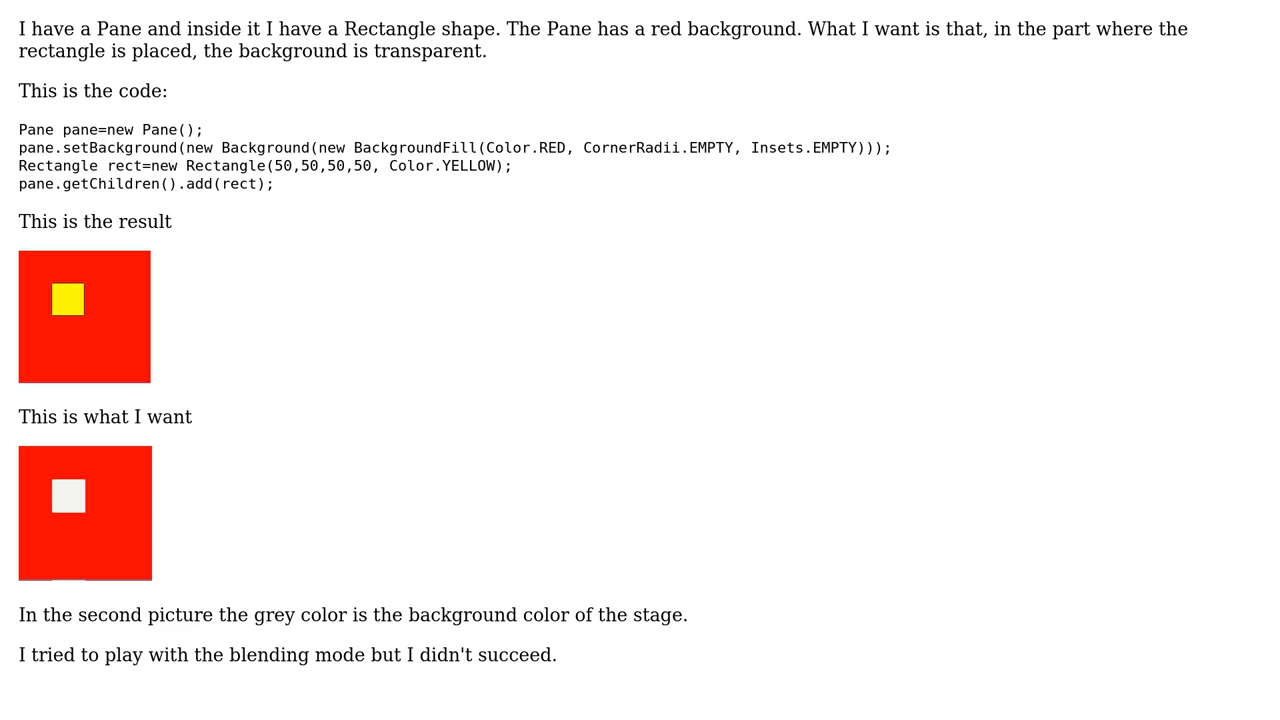 I have a Pane and inside it I have a Rectangle shape. The Pane has a red background. What I want is that, in the part where the
rectangle is placed, the background is transparent.
This is the code:
Pane pane=new Pane();
pane.setBackground(new Background(new BackgroundFill(Color.RED, CornerRadii.EMPTY, Insets.EMPTY)));
Rectangle rect=new Rectangle(50,50,50,50, Color.YELLOW);
pane.getChildren().add(rect);
This is the result
This is what I want
In the second picture the grey color is the background color of the stage.
I tried to play with the blending mode but I didn't succeed.